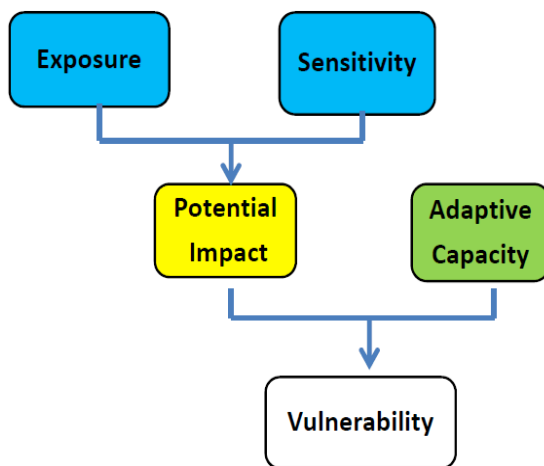 Exposure
Sensitivity
Potential
Impact
Adaptive
Capacity
Vulnerability